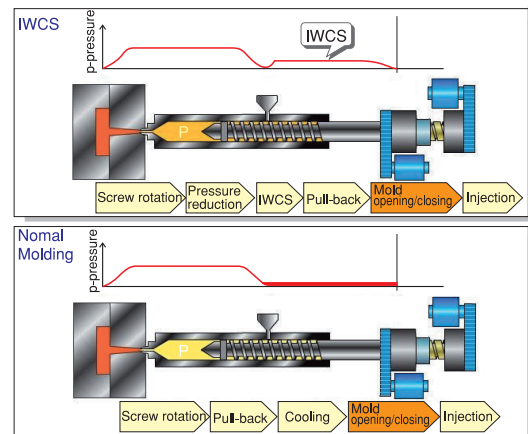 IWCS
p-pressure
IWCS
P
Screw rotation
Pressure
reduction
IWCS
Pull-back
Mold
opening/closing
Injection
Nomal
Molding
p-pressure
P
Screw rotation
Pull-back
Cooling
Mold
opening/closing
Injection